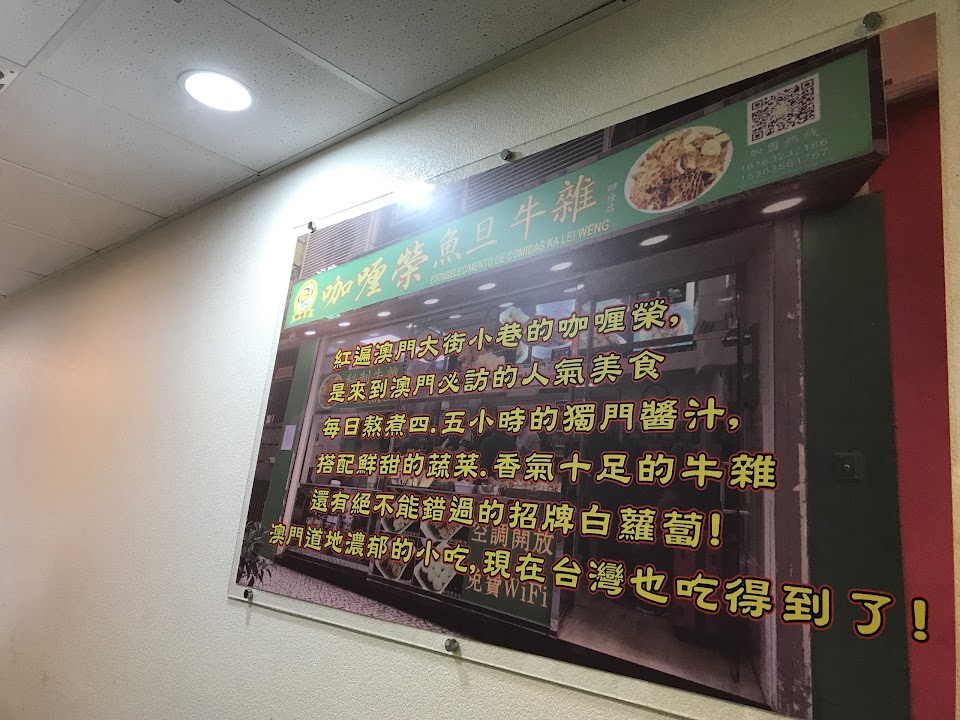 咖喱榮魚旦牛雜
四分店
ESTABELECIMENTO DE COMIDAS KA LEI WENG
紅遍澳門大街小巷的咖喱榮,
是來到澳門必訪的人氣美食
每日熬煮四.五小時的獨門醬汁,
搭配鮮甜的蔬菜.香氣十足的牛雜
還有絕不能錯過的招牌白蘿蔔!
澳門道地濃郁的小吃,現在台灣也吃得到了!
空調開放
免費WiFi